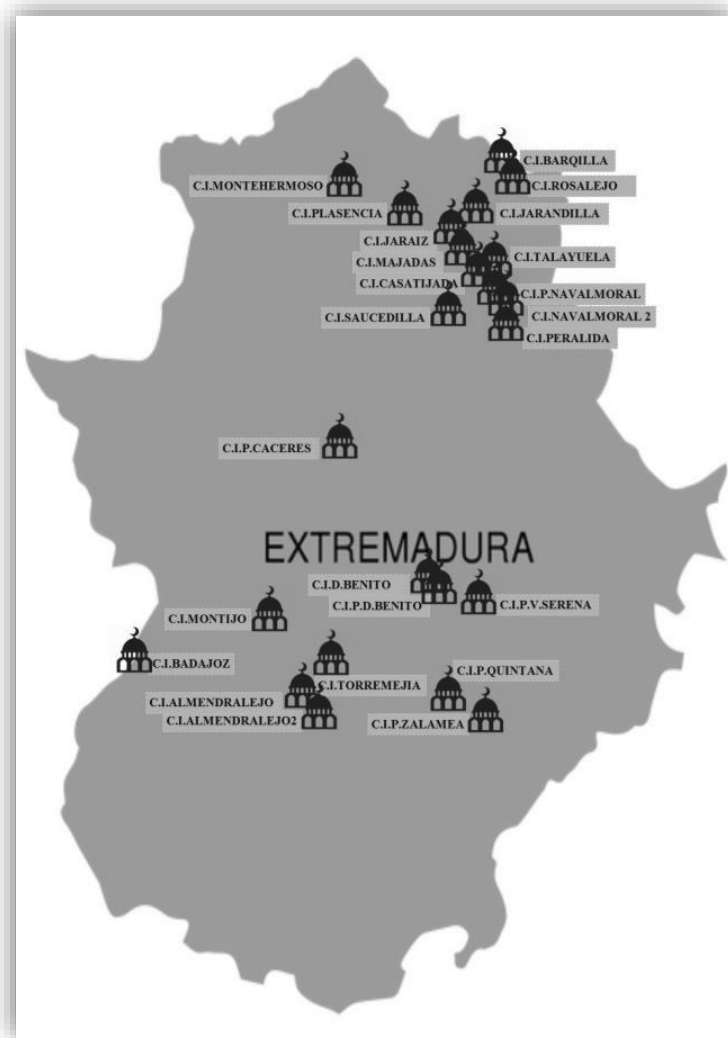 C.I.BARQILLA
C.I.MONTEHERMOSO
C.I.ROSALEJO
C.I.PLASENCIA
C.I.JARANDILLA
C.I.JARAIZ
C.I.TALAYUELA
C.I.MAJADAS
C.I.CASATIJADA
C.I.P.NAVALMORAL
C.I.SAUCEDILLA
C.I.NAVALMORAL 2
C.I.PERALIDA
C.I.P.CACERES
EXTREMADURA
C.I.D.BENITO
C.I.P.D.BENITO
C.I.P.V.SERENA
C.I.MONTIJO
C.I.BADAJOZ
C.I.P.QUINTANA
C.I.TORREMEJIA
C.I.ALMENDRALEJO
C.I.ALMENDRALEJO2
C.I.P.ZALAMEA